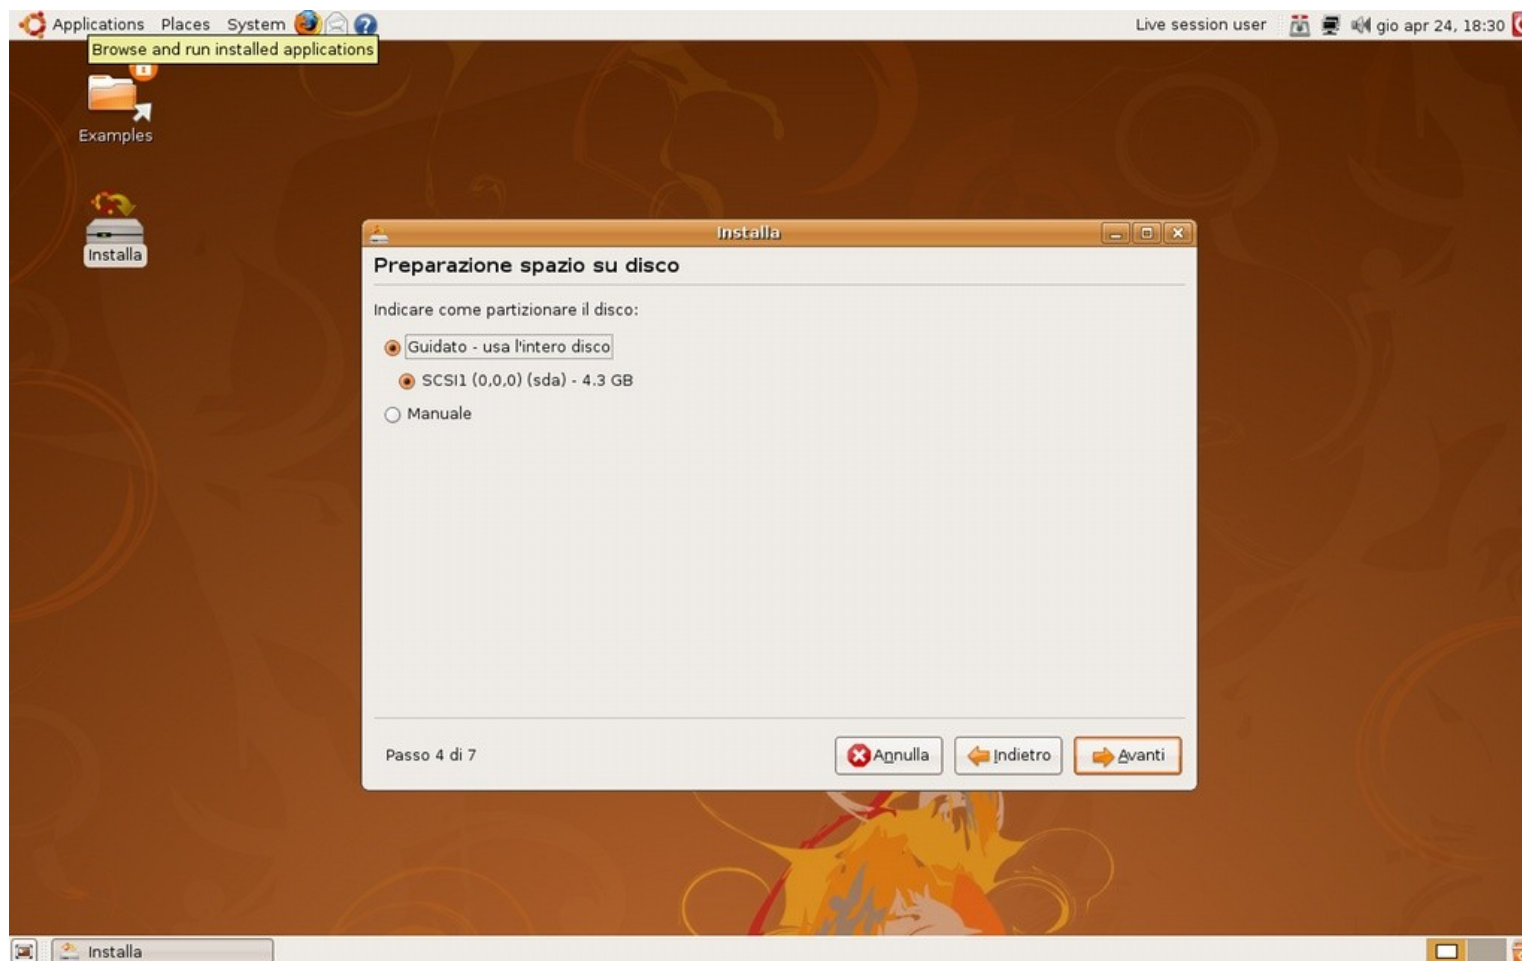 Applications Places System
Live session user gio apr 24, 18:30
Browse and run installed applications
Examples
Installa
Installa
Preparazione spazio su disco
Indicare come partizionare il disco:
Guidato - usa l'intero disco
SCSI1 (0,0,0) (sda) - 4.3 GB
Manuale
Passo 4 di 7
Annulla Indietro Avanti
Installa